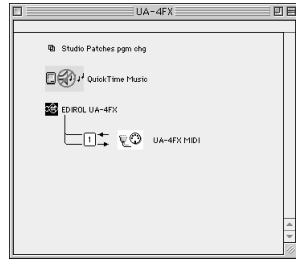 UA-4FX
Studio Patches pgm chg
QuickTime Music
EDIROL UA-4FX
1
UA-4FX MIDI